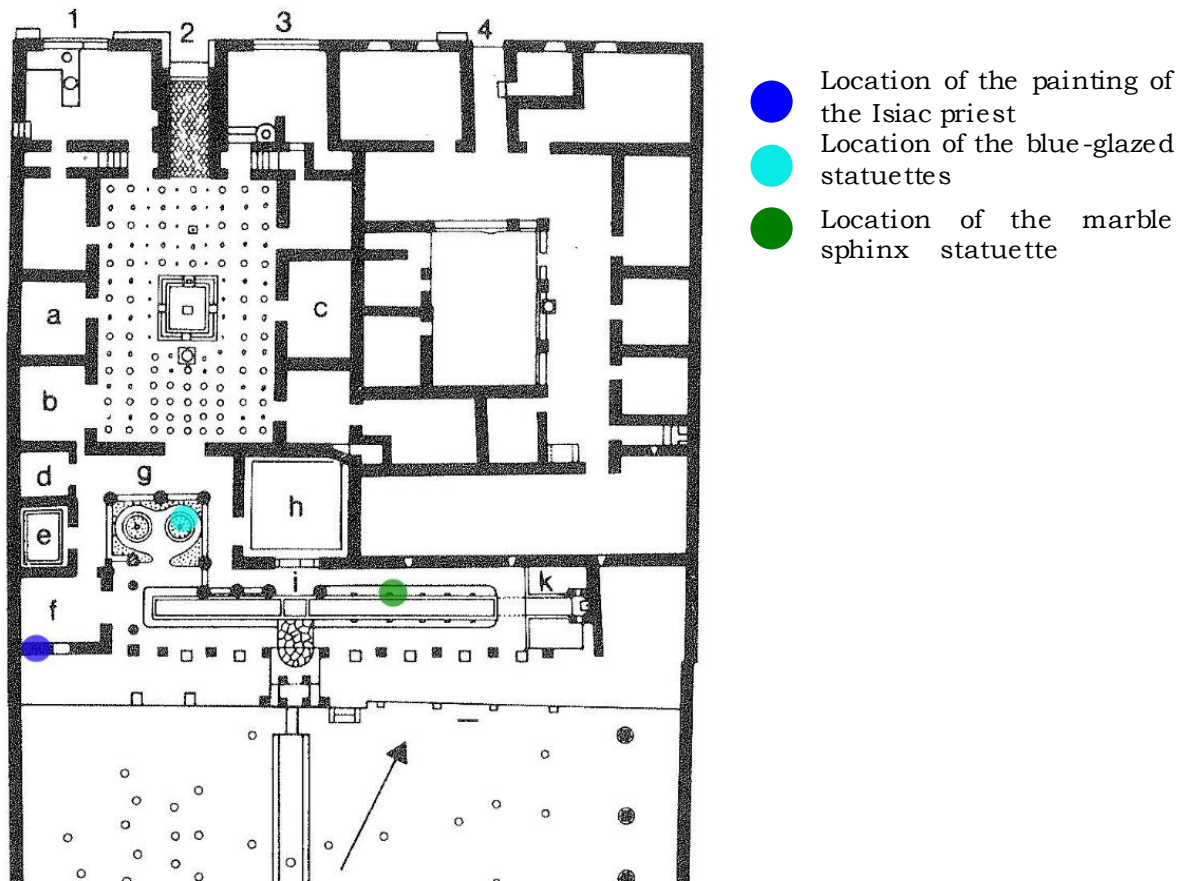 1 2 3 4
Location of the painting of
the Isiac priest
Location of the blue-glazed
statuettes
Location of the marble
sphinx statuette
a
c
b
d
g
e
h
f
i
k